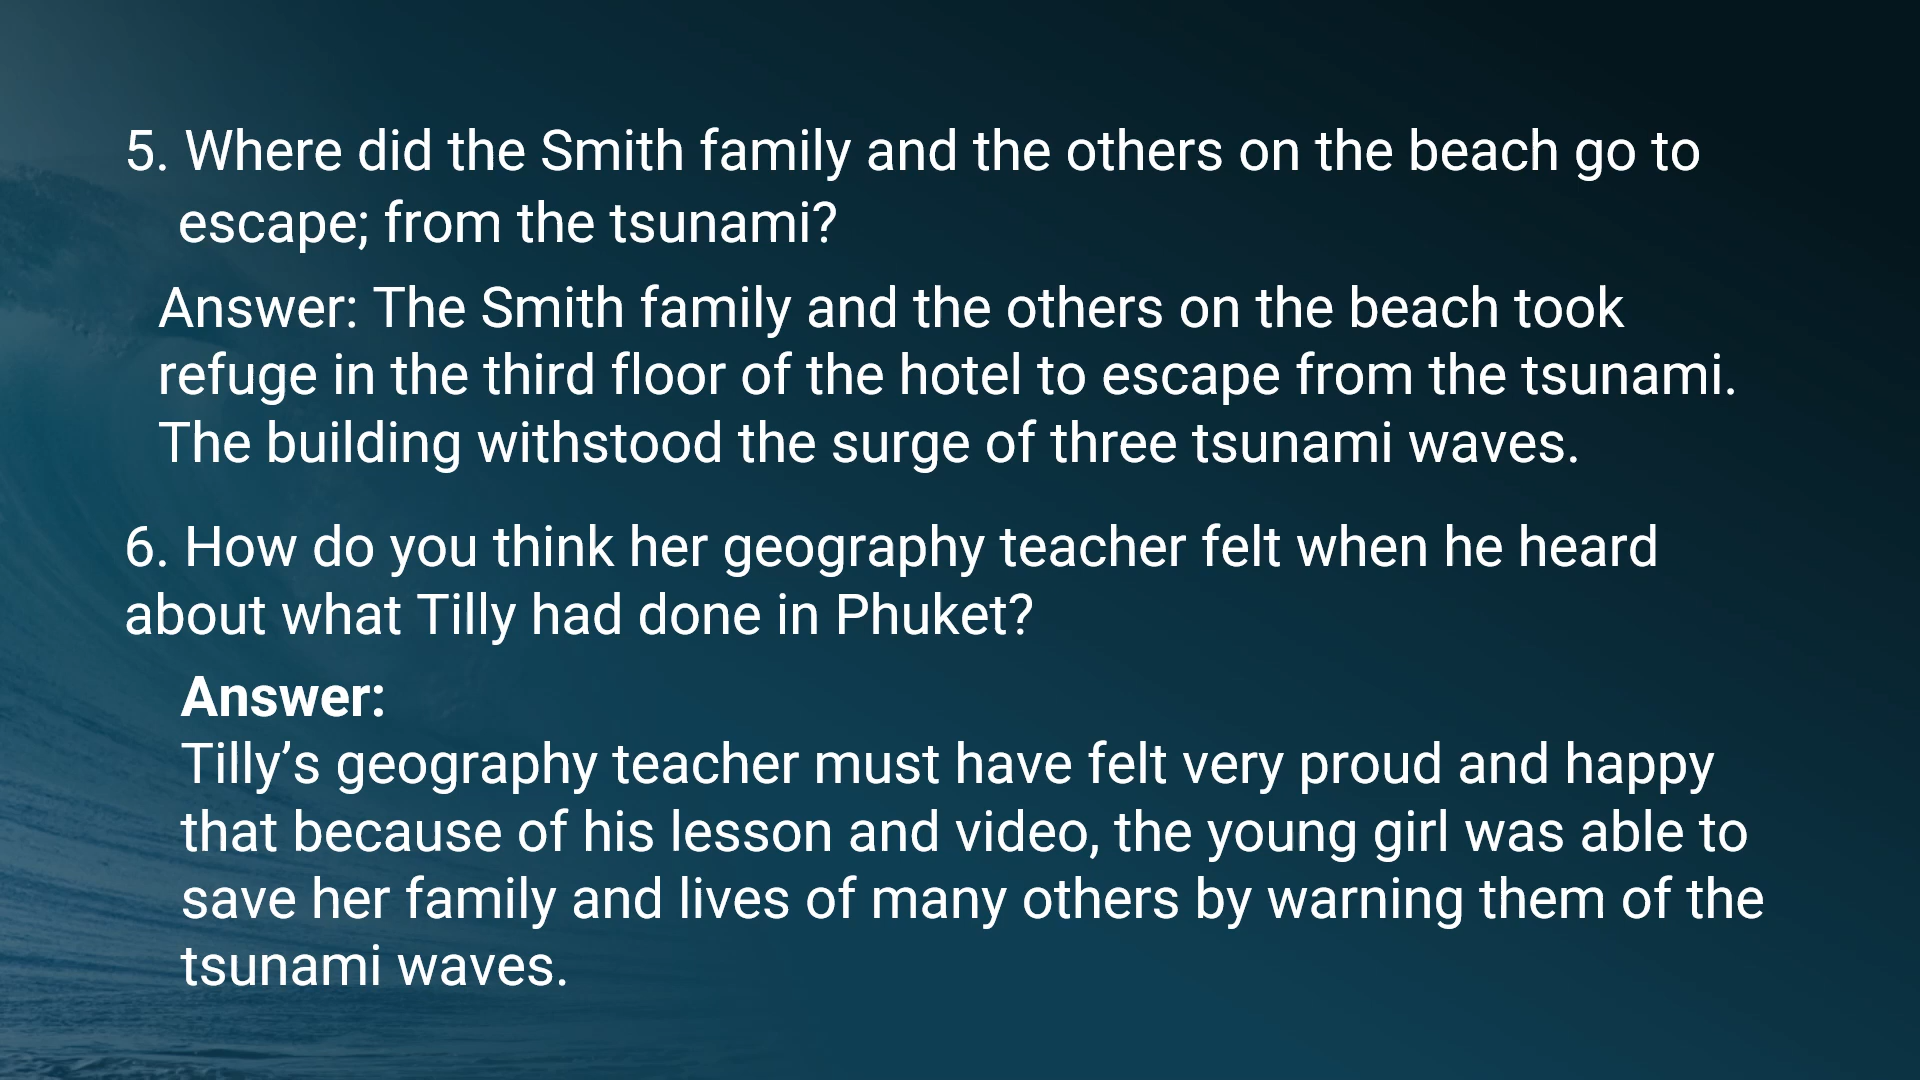 5. Where did the Smith family and the others on the beach go to
escape; from the tsunami?
Answer: The Smith family and the others on the beach took
refuge in the third floor of the hotel to escape from the tsunami.
The building withstood the surge of three tsunami waves.
6. How do you think her geography teacher felt when he heard
about what Tilly had done in Phuket?
Answer:
Tilly’s geography teacher must have felt very proud and happy
that because of his lesson and video, the young girl was able to
save her family and lives of many others by warning them of the
tsunami waves.